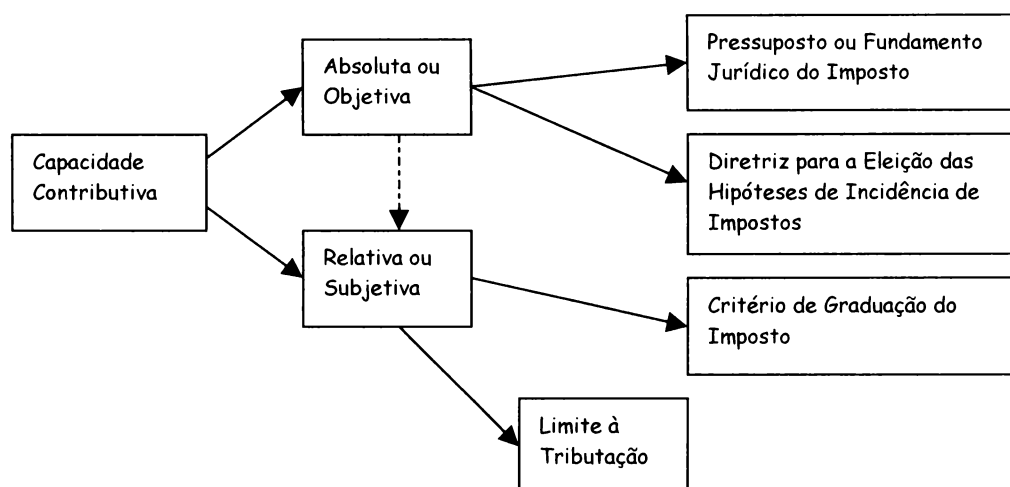 Capacidade
Contributiva
Absoluta ou
Objetiva
Relativa ou
Subjetiva
Pressuposto ou Fundamento
Jurídico do Imposto
Diretriz para a Eleição das
Hipóteses de Incidência de
Impostos
Critério de Graduação do
Imposto
Limite à
Tributação